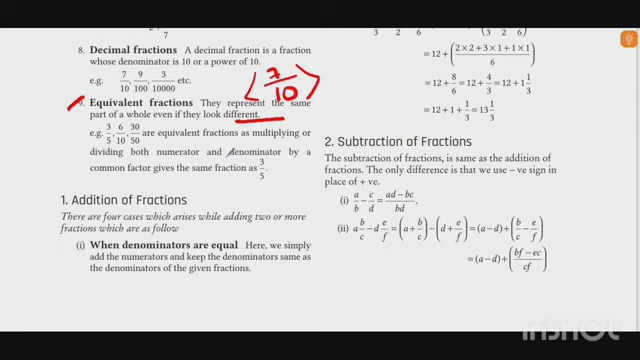 7
8. Decimal fractions A decimal fraction is a fraction
whose denominator is 10 or a power of 10.
e.g. 7/10, 9/100, 3/10000 etc.
⟨7/10⟩
9. Equivalent fractions They represent the same
part of a whole even if they look different.
e.g. 3/5, 6/10, 30/50 are equivalent fractions as multiplying or
dividing both numerator and denominator by a
common factor gives the same fraction as 3/5.
1. Addition of Fractions
There are four cases which arises while adding two or more
fractions which are as follow
(i) When denominators are equal Here, we simply
add the numerators and keep the denominators same as
the denominators of the given fractions.
3 2 6 (3 2 6)
= 12 + ((2 × 2 + 3 × 1 + 1 × 1)/6)
= 12 + 8/6 = 12 + 4/3 = 12 + 1 1/3
= 12 + 1 + 1/3 = 13 1/3
2. Subtraction of Fractions
The subtraction of fractions, is same as the addition of
fractions. The only difference is that we use –ve sign in
place of + ve.
(i) a/b – c/d = (ad – bc)/bd
(ii) a b/c – d e/f = (a + b/c) – (d + e/f) = (a – d) + (b/c – e/f)
= (a – d) + ((bf – ec)/cf)
InShot